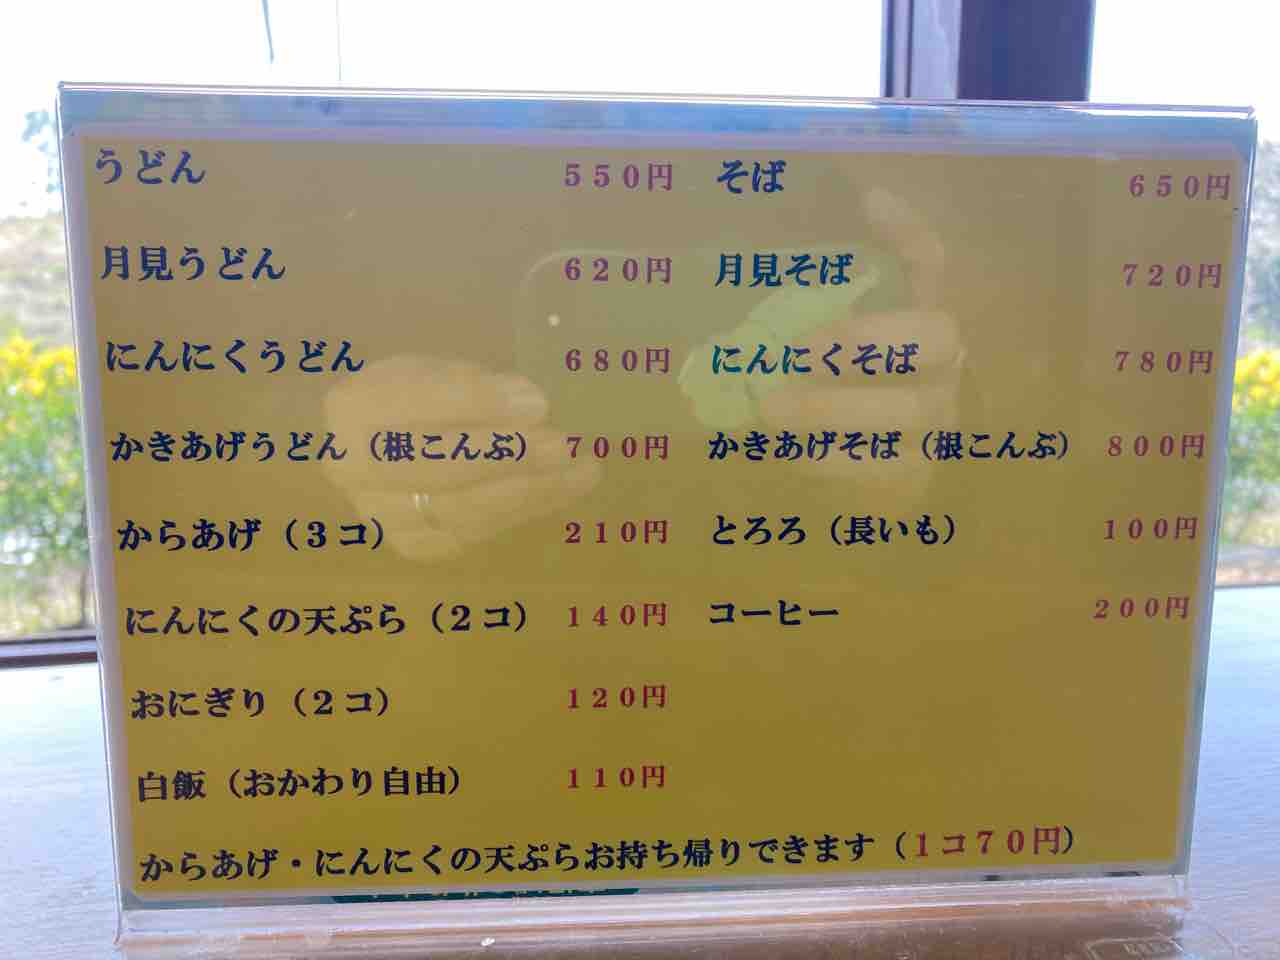 うどん 550円 そば 650円
月見うどん 620円 月見そば 720円
にんにくうどん 680円 にんにくそば 780円
かきあげうどん（根こんぶ） 700円 かきあげそば（根こんぶ） 800円
からあげ（3コ） 210円 とろろ（長いも） 100円
にんにくの天ぷら（2コ） 140円 コーヒー 200円
おにぎり（2コ） 120円
白飯（おかわり自由） 110円
からあげ・にんにくの天ぷらお持ち帰りできます（1コ70円）